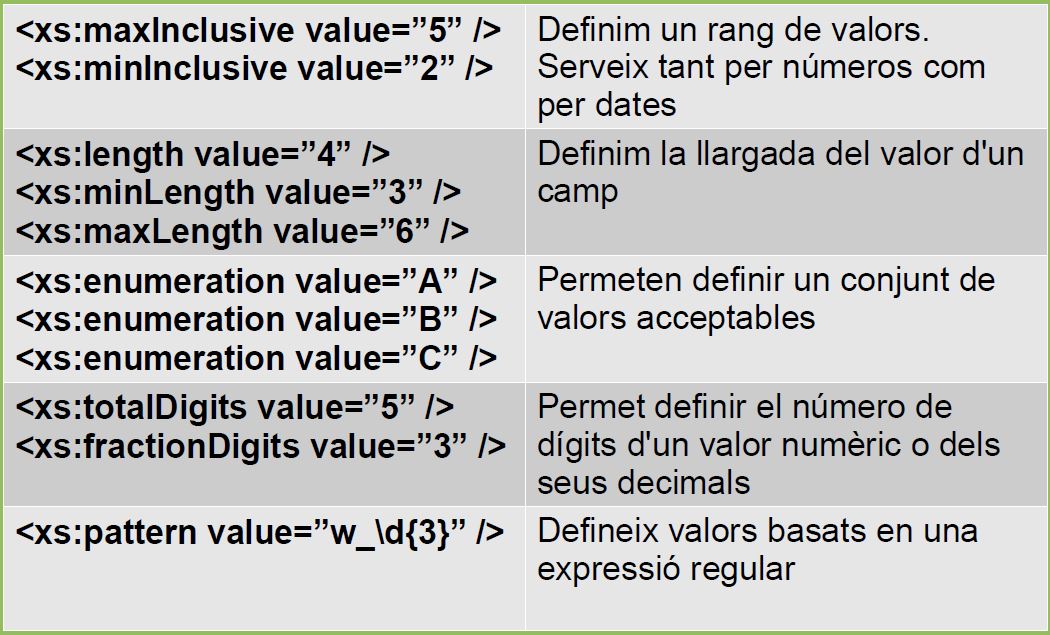 <xs:maxInclusive value=”5” />
<xs:minInclusive value=”2” />
Definim un rang de valors.
Serveix tant per números com
per dates
<xs:length value=”4” />
<xs:minLength value=”3” />
<xs:maxLength value=”6” />
Definim la llargada del valor d'un
camp
<xs:enumeration value=”A” />
<xs:enumeration value=”B” />
<xs:enumeration value=”C” />
Permeten definir un conjunt de
valors acceptables
<xs:totalDigits value=”5” />
<xs:fractionDigits value=”3” />
Permet definir el número de
dígits d'un valor numèric o dels
seus decimals
<xs:pattern value=”w_\d{3}” />
Defineix valors basats en una
expressió regular